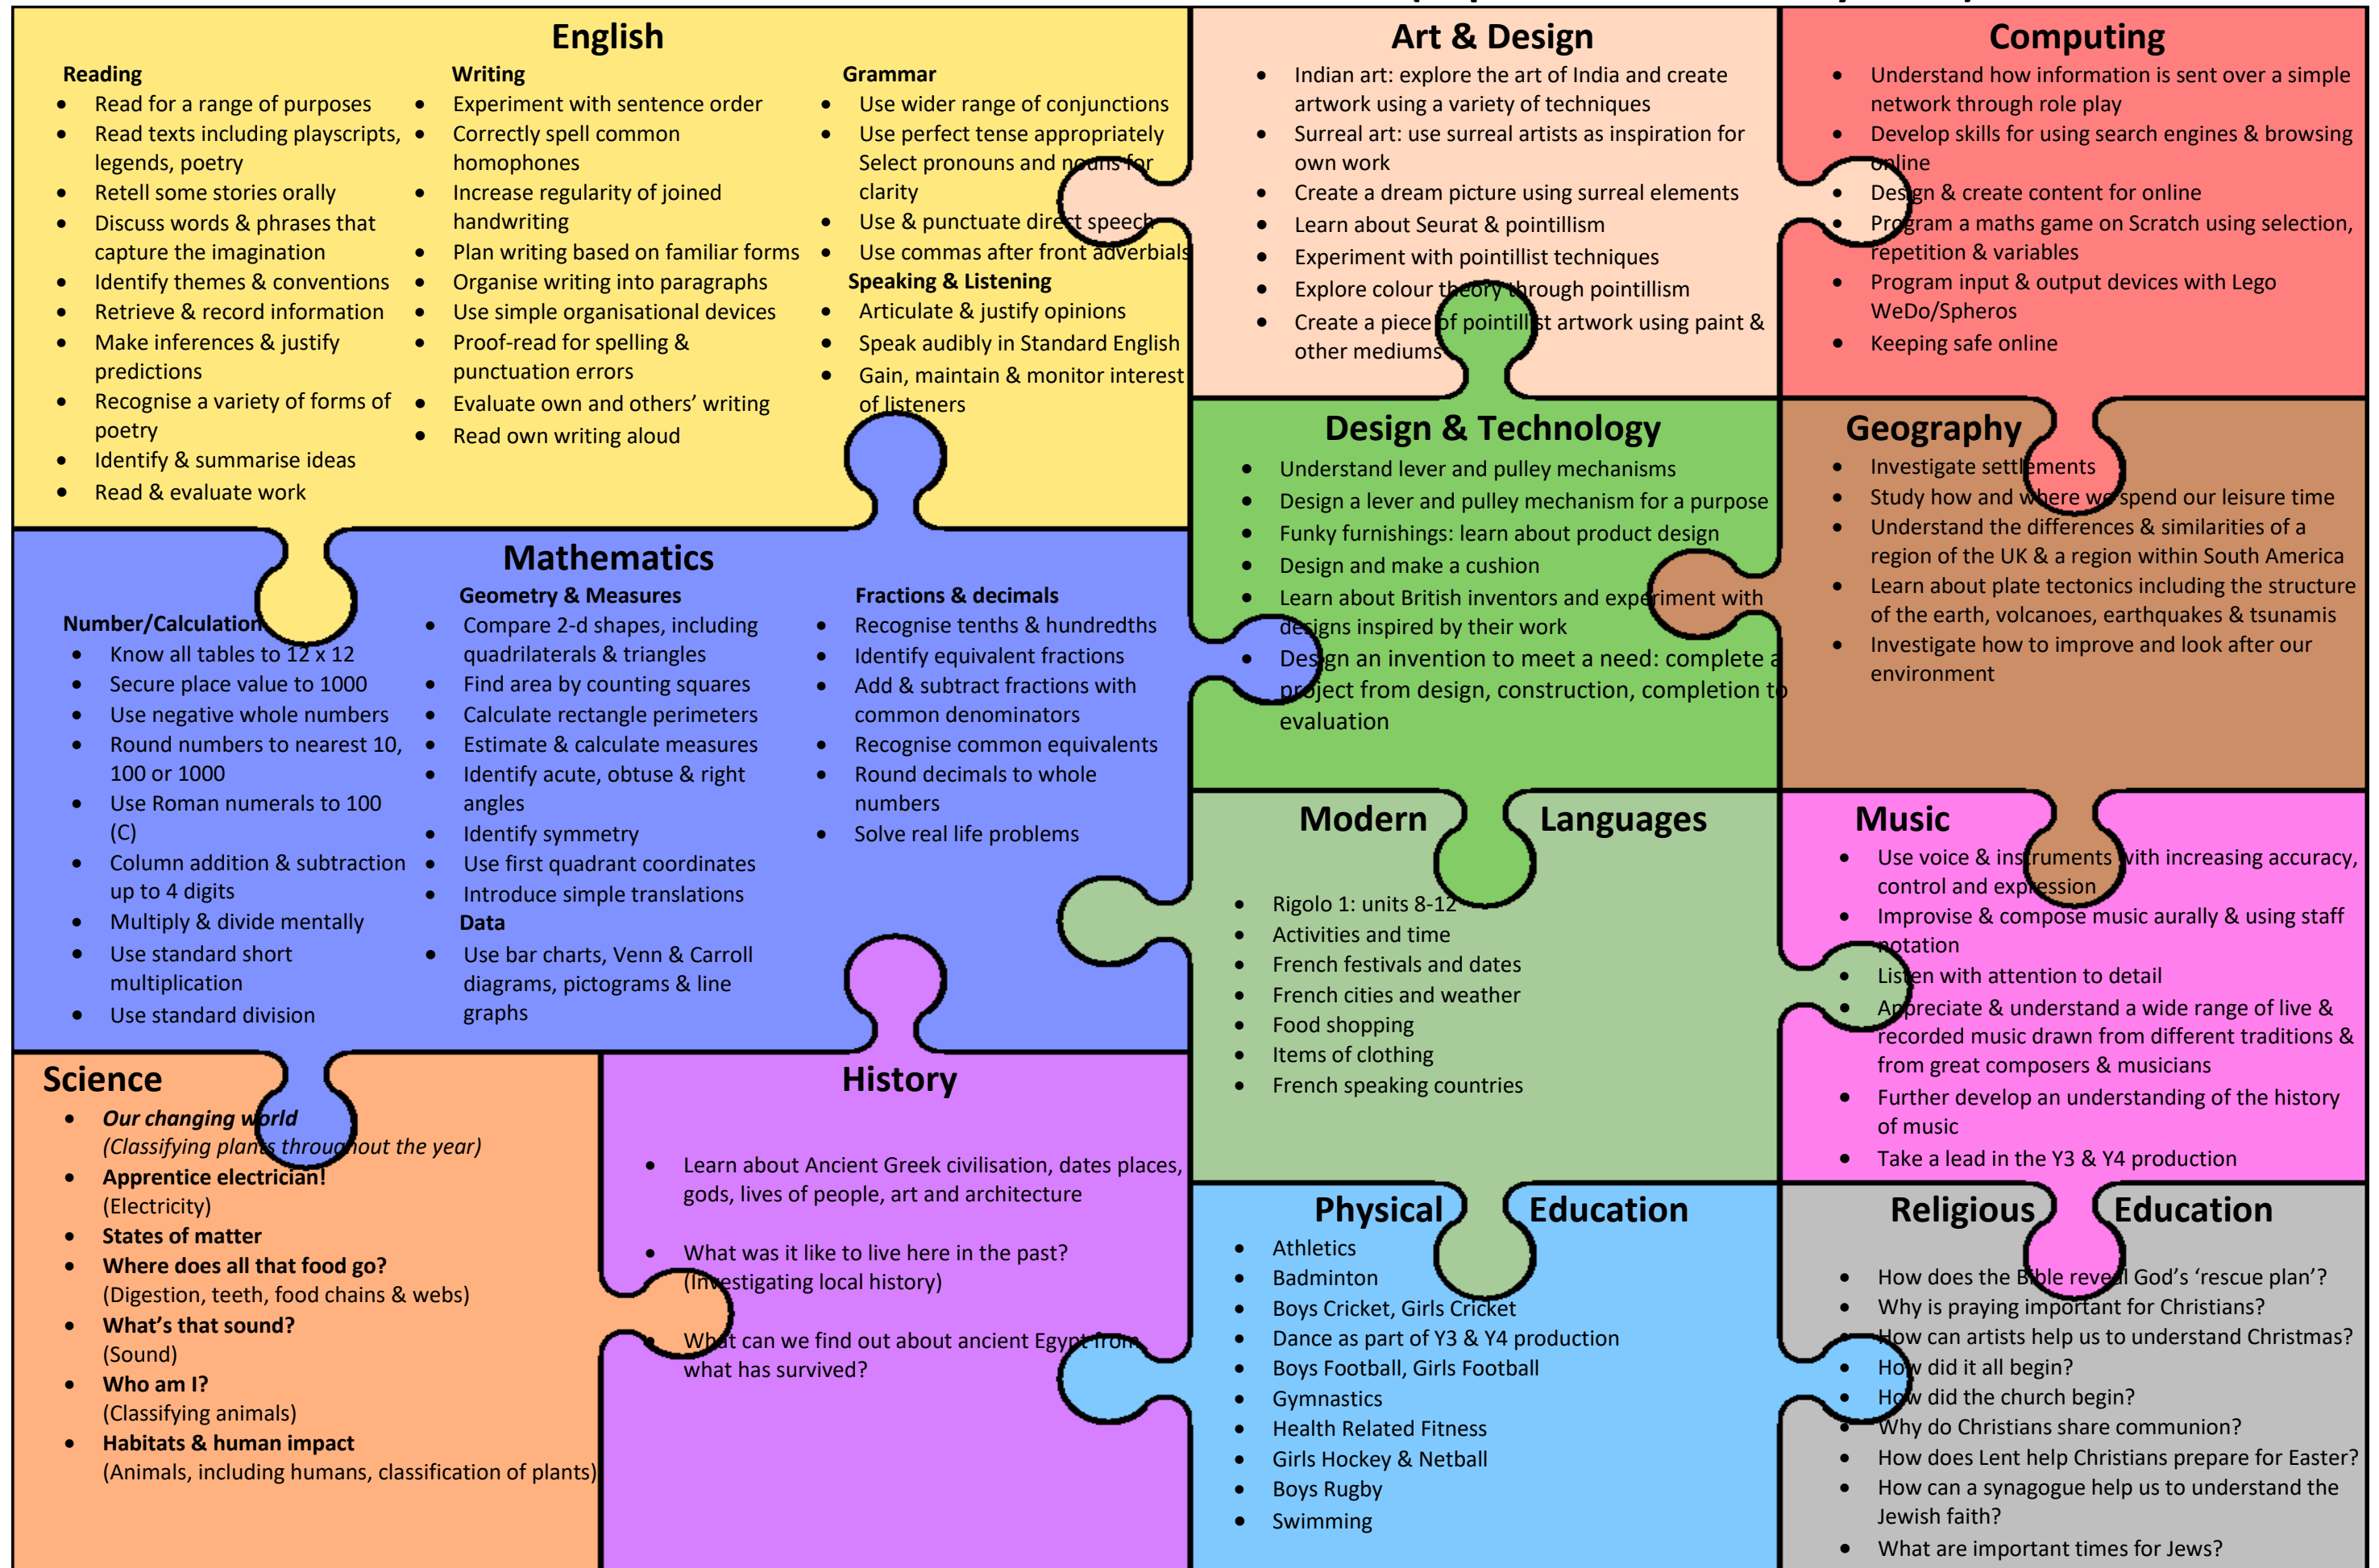 English
Reading
• Read for a range of purposes
• Read texts including playscripts,
legends, poetry
• Retell some stories orally
• Discuss words & phrases that
capture the imagination
• Identify themes & conventions
• Retrieve & record information
• Make inferences & justify
predictions
• Recognise a variety of forms of
poetry
• Identify & summarise ideas
• Read & evaluate work
Writing
• Experiment with sentence order
• Correctly spell common
homophones
• Increase regularity of joined
handwriting
• Plan writing based on familiar forms
• Organise writing into paragraphs
• Use simple organisational devices
• Proof-read for spelling &
punctuation errors
• Evaluate own and others’ writing
• Read own writing aloud
Grammar
• Use wider range of conjunctions
• Use perfect tense appropriately
Select pronouns and nouns for
clarity
• Use & punctuate direct speech
• Use commas after front adverbials
Speaking & Listening
• Articulate & justify opinions
• Speak audibly in Standard English
• Gain, maintain & monitor interest
of listeners
Art & Design
• Indian art: explore the art of India and create
artwork using a variety of techniques
• Surreal art: use surreal artists as inspiration for
own work
• Create a dream picture using surreal elements
• Learn about Seurat & pointillism
• Experiment with pointillist techniques
• Explore colour theory through pointillism
• Create a piece of pointillist artwork using paint &
other mediums
Computing
• Understand how information is sent over a simple
network through role play
• Develop skills for using search engines & browsing
online
• Design & create content for online
• Program a maths game on Scratch using selection,
repetition & variables
• Program input & output devices with Lego
WeDo/Spheros
• Keeping safe online
Mathematics
Number/Calculation
• Know all tables to 12 x 12
• Secure place value to 1000
• Use negative whole numbers
• Round numbers to nearest 10,
100 or 1000
• Use Roman numerals to 100
(C)
• Column addition & subtraction
up to 4 digits
• Multiply & divide mentally
• Use standard short
multiplication
• Use standard division
Geometry & Measures
• Compare 2-d shapes, including
quadrilaterals & triangles
• Find area by counting squares
• Calculate rectangle perimeters
• Estimate & calculate measures
• Identify acute, obtuse & right
angles
• Identify symmetry
• Use first quadrant coordinates
• Introduce simple translations
Data
• Use bar charts, Venn & Carroll
diagrams, pictograms & line
graphs
Fractions & decimals
• Recognise tenths & hundredths
• Identify equivalent fractions
• Add & subtract fractions with
common denominators
• Recognise common equivalents
• Round decimals to whole
numbers
• Solve real life problems
Design & Technology
• Understand lever and pulley mechanisms
• Design a lever and pulley mechanism for a purpose
• Funky furnishings: learn about product design
• Design and make a cushion
• Learn about British inventors and experiment with
designs inspired by their work
• Design an invention to meet a need: complete a
project from design, construction, completion to
evaluation
Geography
• Investigate settlements
• Study how and where we spend our leisure time
• Understand the differences & similarities of a
region of the UK & a region within South America
• Learn about plate tectonics including the structure
of the earth, volcanoes, earthquakes & tsunamis
• Investigate how to improve and look after our
environment
Modern Languages
• Rigolo 1: units 8-12
• Activities and time
• French festivals and dates
• French cities and weather
• Food shopping
• Items of clothing
• French speaking countries
Music
• Use voice & instruments with increasing accuracy,
control and expression
• Improvise & compose music aurally & using staff
notation
• Listen with attention to detail
• Appreciate & understand a wide range of live &
recorded music drawn from different traditions &
from great composers & musicians
• Further develop an understanding of the history
of music
• Take a lead in the Y3 & Y4 production
Science
• Our changing world
(Classifying plants throughout the year)
• Apprentice electrician!
(Electricity)
• States of matter
• Where does all that food go?
(Digestion, teeth, food chains & webs)
• What’s that sound?
(Sound)
• Who am I?
(Classifying animals)
• Habitats & human impact
(Animals, including humans, classification of plants)
History
• Learn about Ancient Greek civilisation, dates places,
gods, lives of people, art and architecture
• What was it like to live here in the past?
(Investigating local history)
• What can we find out about ancient Egypt from
what has survived?
Physical Education
• Athletics
• Badminton
• Boys Cricket, Girls Cricket
• Dance as part of Y3 & Y4 production
• Boys Football, Girls Football
• Gymnastics
• Health Related Fitness
• Girls Hockey & Netball
• Boys Rugby
• Swimming
Religious Education
• How does the Bible reveal God’s ‘rescue plan’?
• Why is praying important for Christians?
• How can artists help us to understand Christmas?
• How did it all begin?
• How did the church begin?
• Why do Christians share communion?
• How does Lent help Christians prepare for Easter?
• How can a synagogue help us to understand the
Jewish faith?
• What are important times for Jews?